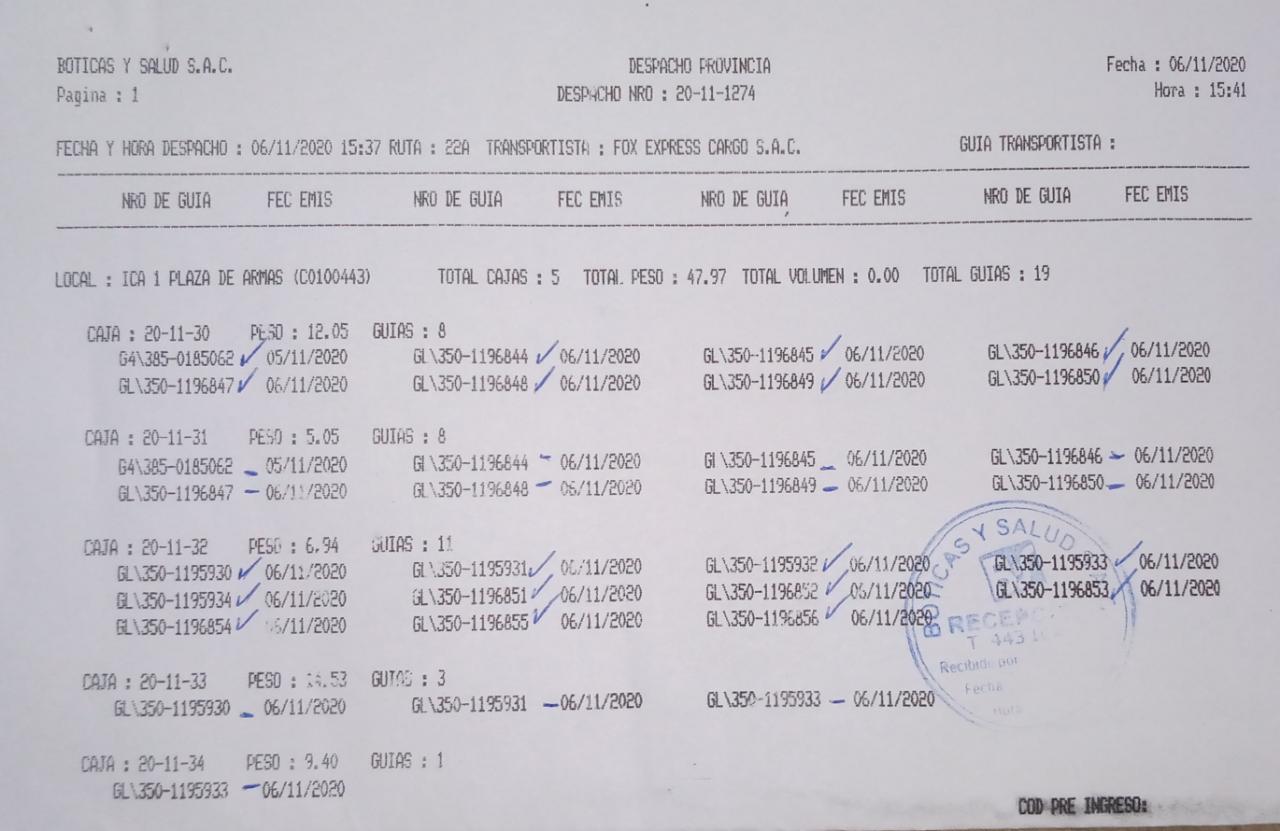 BOTICAS Y SALUD S.A.C. DESPACHO PROVINCIA Fecha : 06/11/2020
Pagina : 1 DESPACHO NRO : 20-11-1274 Hora : 15:41
FECHA Y HORA DESPACHO : 06/11/2020 15:37 RUTA : 22A TRANSPORTISTA : FOX EXPRESS CARGO S.A.C. GUIA TRANSPORTISTA :
NRO DE GUIA FEC EMIS NRO DE GUIA FEC EMIS NRO DE GUIA FEC EMIS NRO DE GUIA FEC EMIS
LOCAL : ICA 1 PLAZA DE ARMAS (C0100443) TOTAL CAJAS : 5 TOTAL PESO : 47.97 TOTAL VOLUMEN : 0.00 TOTAL GUIAS : 19
CAJA : 20-11-30 PESO : 12.05 GUIAS : 8
G4\385-0185062 05/11/2020 GL\350-1196844 06/11/2020 GL\350-1196845 06/11/2020 GL\350-1196846 06/11/2020
GL\350-1196847 06/11/2020 GL\350-1196848 06/11/2020 GL\350-1196849 06/11/2020 GL\350-1196850 06/11/2020
CAJA : 20-11-31 PESO : 5.05 GUIAS : 8
G4\385-0185062 05/11/2020 GL\350-1196844 06/11/2020 GL\350-1196845 06/11/2020 GL\350-1196846 06/11/2020
GL\350-1196847 06/11/2020 GL\350-1196848 06/11/2020 GL\350-1196849 06/11/2020 GL\350-1196850 06/11/2020
CAJA : 20-11-32 PESO : 6.94 GUIAS : 11
GL\350-1195930 06/11/2020 GL\350-1195931 06/11/2020 GL\350-1195932 06/11/2020 GL\350-1195933 06/11/2020
GL\350-1195934 06/11/2020 GL\350-1196851 06/11/2020 GL\350-1196852 06/11/2020 GL\350-1196853 06/11/2020
GL\350-1196854 06/11/2020 GL\350-1196855 06/11/2020 GL\350-1196856 06/11/2020
BOTICAS Y SALUD
T 443
Recibido por
Fecha
Hora
CAJA : 20-11-33 PESO : GUIAS : 3
GL\350-1195930 06/11/2020 GL\350-1195931 06/11/2020 GL\350-1195933 06/11/2020
CAJA : 20-11-34 PESO : 9.40 GUIAS : 1
GL\350-1195933 06/11/2020
COD PRE INGRESO: